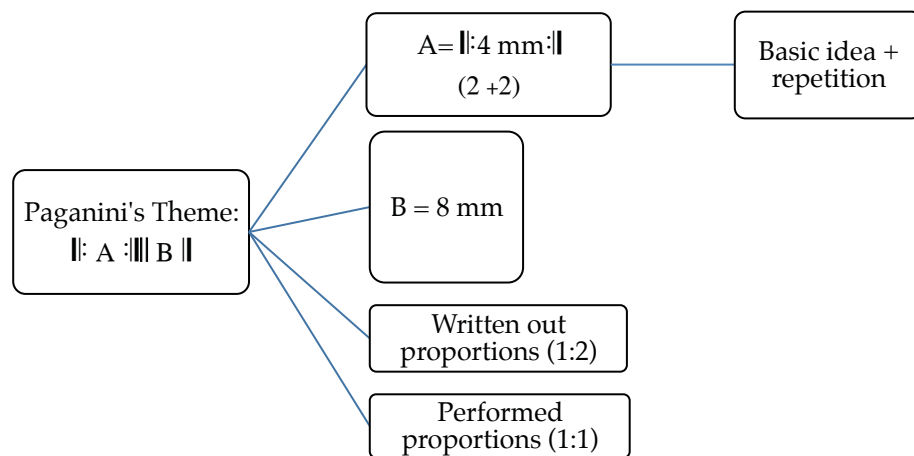 Paganini's Theme:
𝄆 A 𝄇 B 𝄂
A= 𝄆4 mm𝄇
(2 +2)
Basic idea +
repetition
B = 8 mm
Written out
proportions (1:2)
Performed
proportions (1:1)